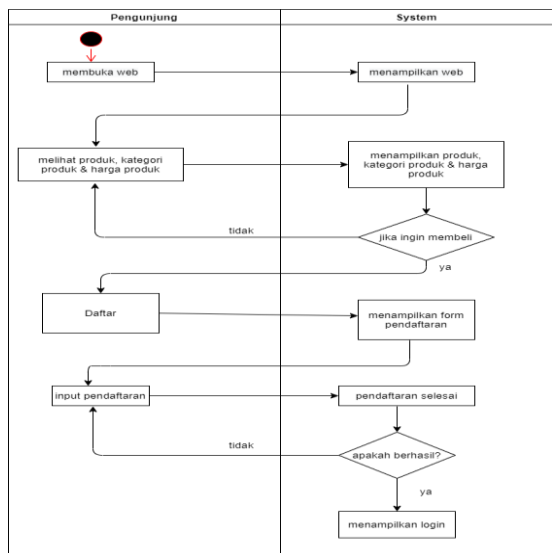 Pengunjung
System
membuka web
menampilkan web
melihat produk, kategori
produk & harga produk
menampilkan produk,
kategori produk & harga
produk
tidak
jika ingin membeli
ya
Daftar
menampilkan form
pendaftaran
input pendaftaran
pendaftaran selesai
tidak
apakah berhasil?
ya
menampilkan login